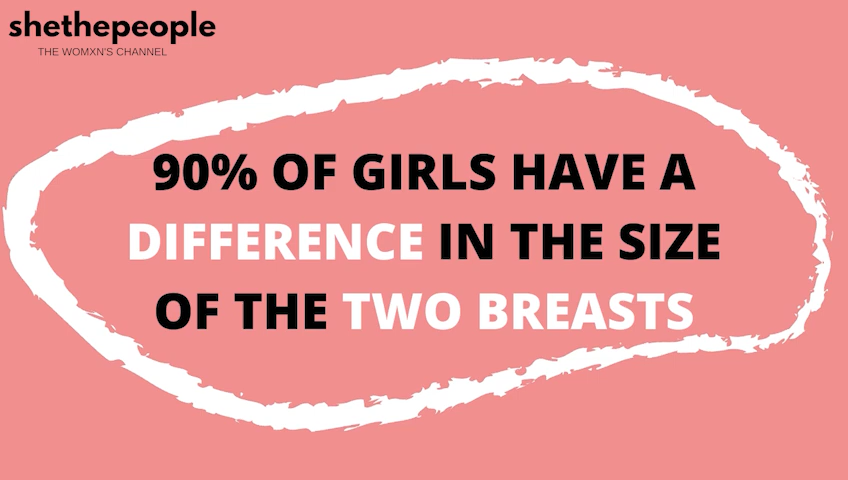 shethepeople
THE WOMXN'S CHANNEL
90% OF GIRLS HAVE A
DIFFERENCE IN THE SIZE
OF THE TWO BREASTS